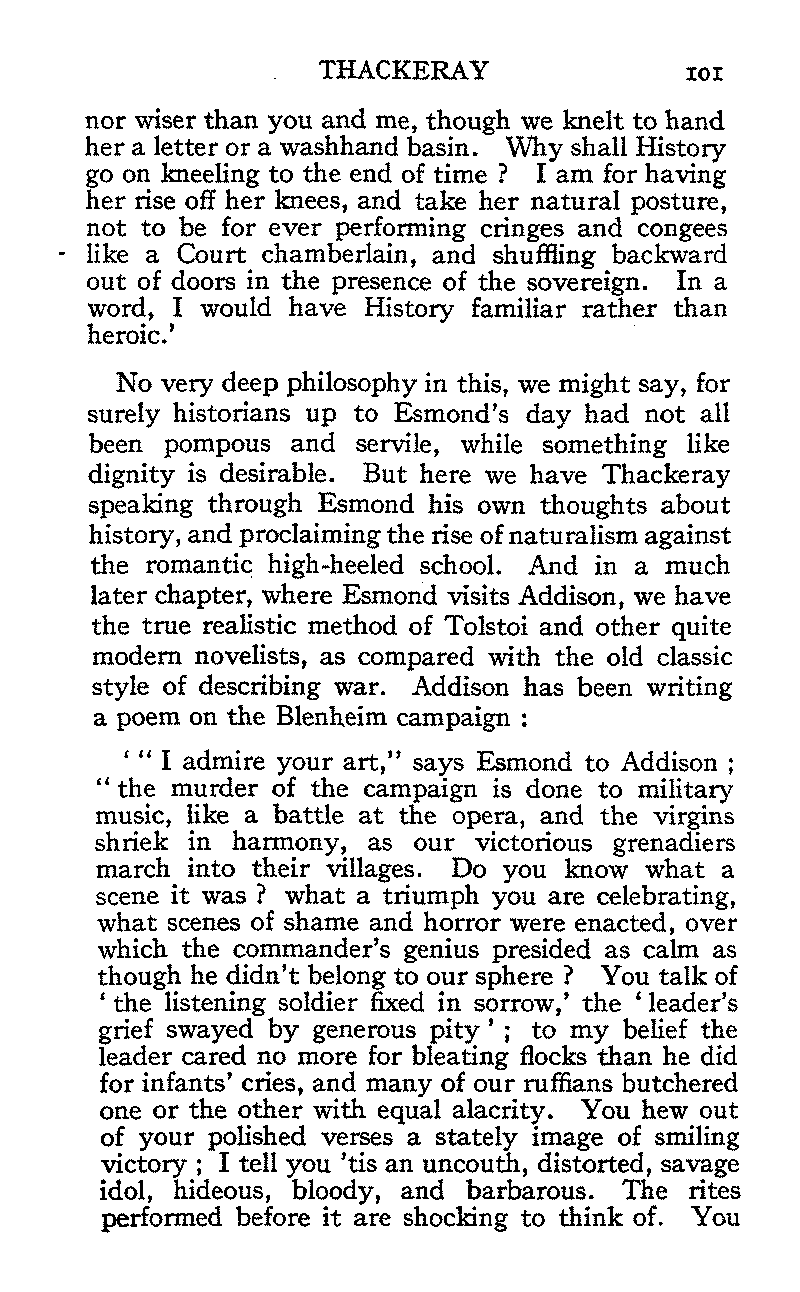 THACKERAY 101
nor wiser than you and me, though we knelt to hand
her a letter or a washhand basin. Why shall History
go on kneeling to the end of time ? I am for having
her rise off her knees, and take her natural posture,
not to be for ever performing cringes and congees
like a Court chamberlain, and shuffling backward
out of doors in the presence of the sovereign. In a
word, I would have History familiar rather than
heroic.'
No very deep philosophy in this, we might say, for
surely historians up to Esmond's day had not all
been pompous and servile, while something like
dignity is desirable. But here we have Thackeray
speaking through Esmond his own thoughts about
history, and proclaiming the rise of naturalism against
the romantic high-heeled school. And in a much
later chapter, where Esmond visits Addison, we have
the true realistic method of Tolstoi and other quite
modern novelists, as compared with the old classic
style of describing war. Addison has been writing
a poem on the Blenheim campaign :
' " I admire your art," says Esmond to Addison ;
" the murder of the campaign is done to military
music, like a battle at the opera, and the virgins
shriek in harmony, as our victorious grenadiers
march into their villages. Do you know what a
scene it was ? what a triumph you are celebrating,
what scenes of shame and horror were enacted, over
which the commander's genius presided as calm as
though he didn't belong to our sphere ? You talk of
' the listening soldier fixed in sorrow,' the ' leader's
grief swayed by generous pity ' ; to my belief the
leader cared no more for bleating flocks than he did
for infants' cries, and many of our ruffians butchered
one or the other with equal alacrity. You hew out
of your polished verses a stately image of smiling
victory ; I tell you 'tis an uncouth, distorted, savage
idol, hideous, bloody, and barbarous. The rites
performed before it are shocking to think of. You